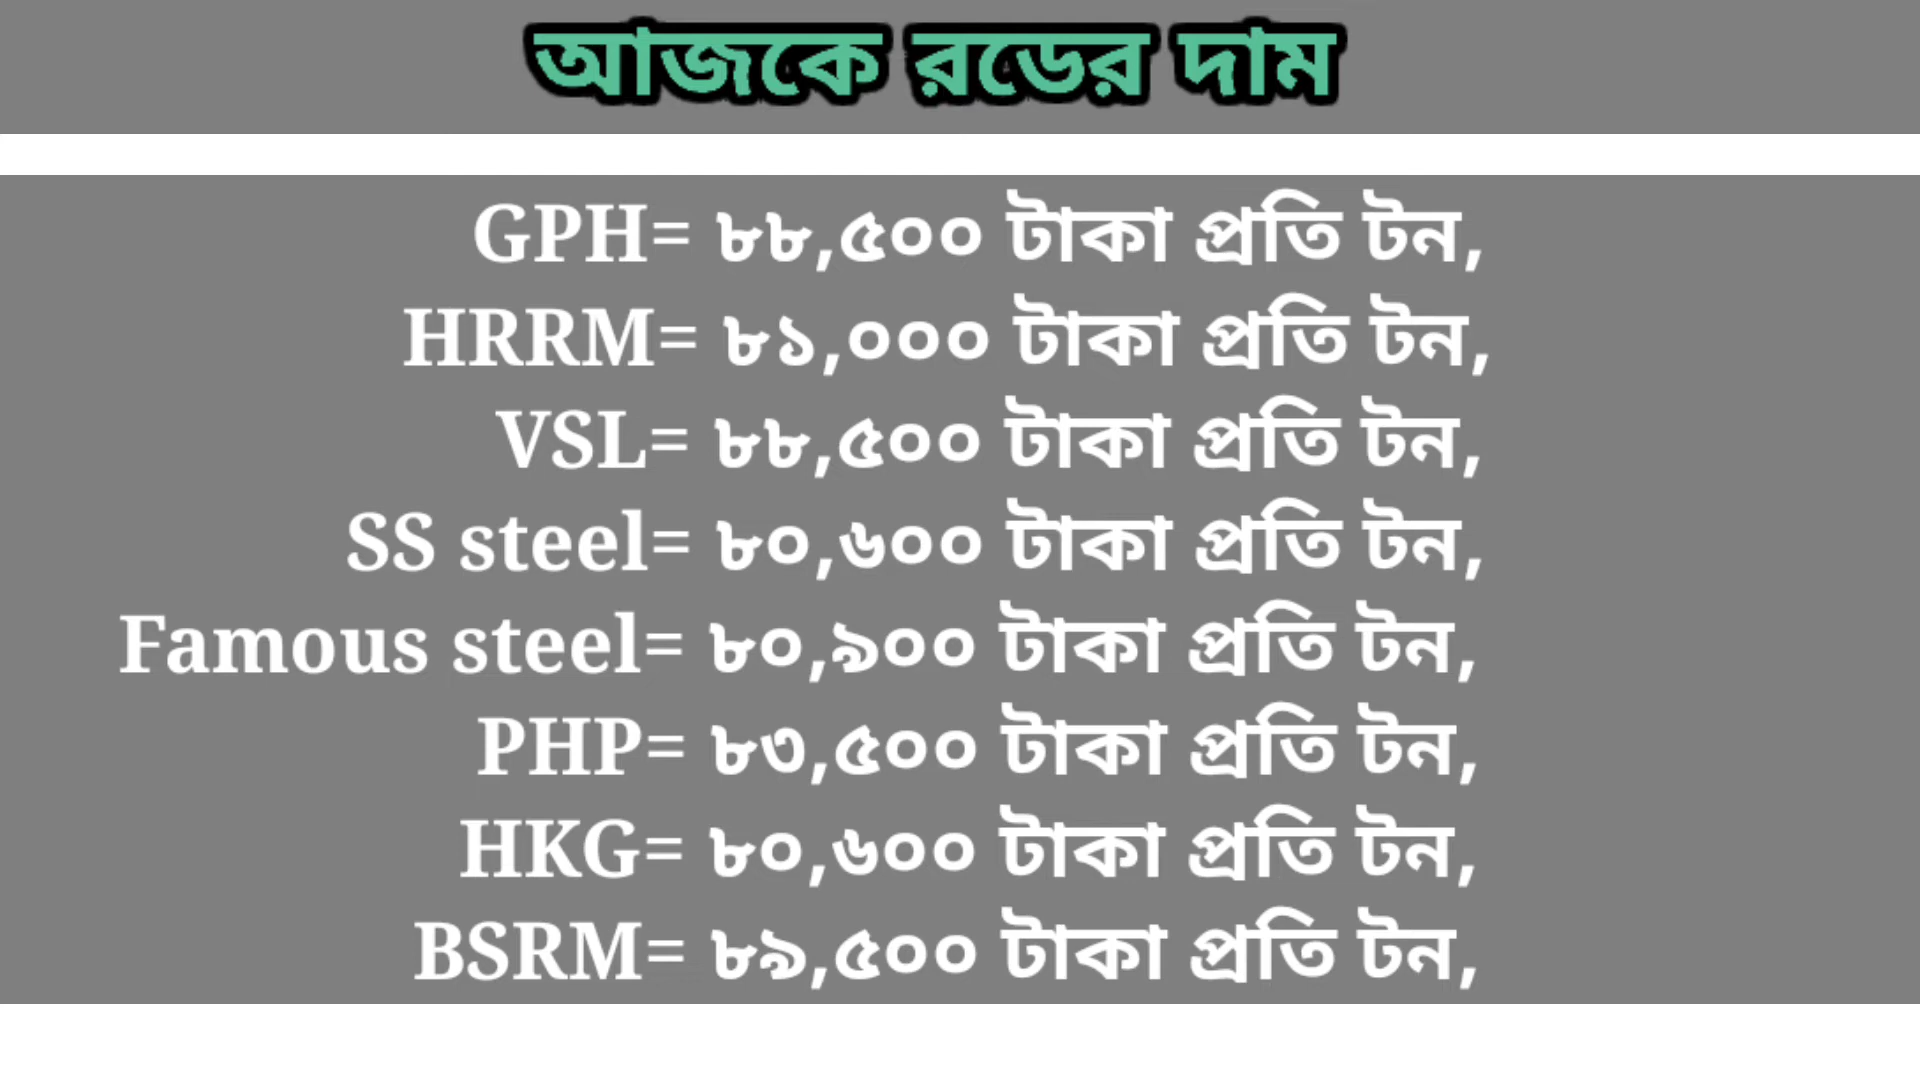 আজকে রডের দাম
GPH= ৮৮,৫০০ টাকা প্রতি টন,
HRRM= ৮১,০০০ টাকা প্রতি টন,
VSL= ৮৮,৫০০ টাকা প্রতি টন,
SS steel= ৮০,৬০০ টাকা প্রতি টন,
Famous steel= ৮০,৯০০ টাকা প্রতি টন,
PHP= ৮৩,৫০০ টাকা প্রতি টন,
HKG= ৮০,৬০০ টাকা প্রতি টন,
BSRM= ৮৯,৫০০ টাকা প্রতি টন,